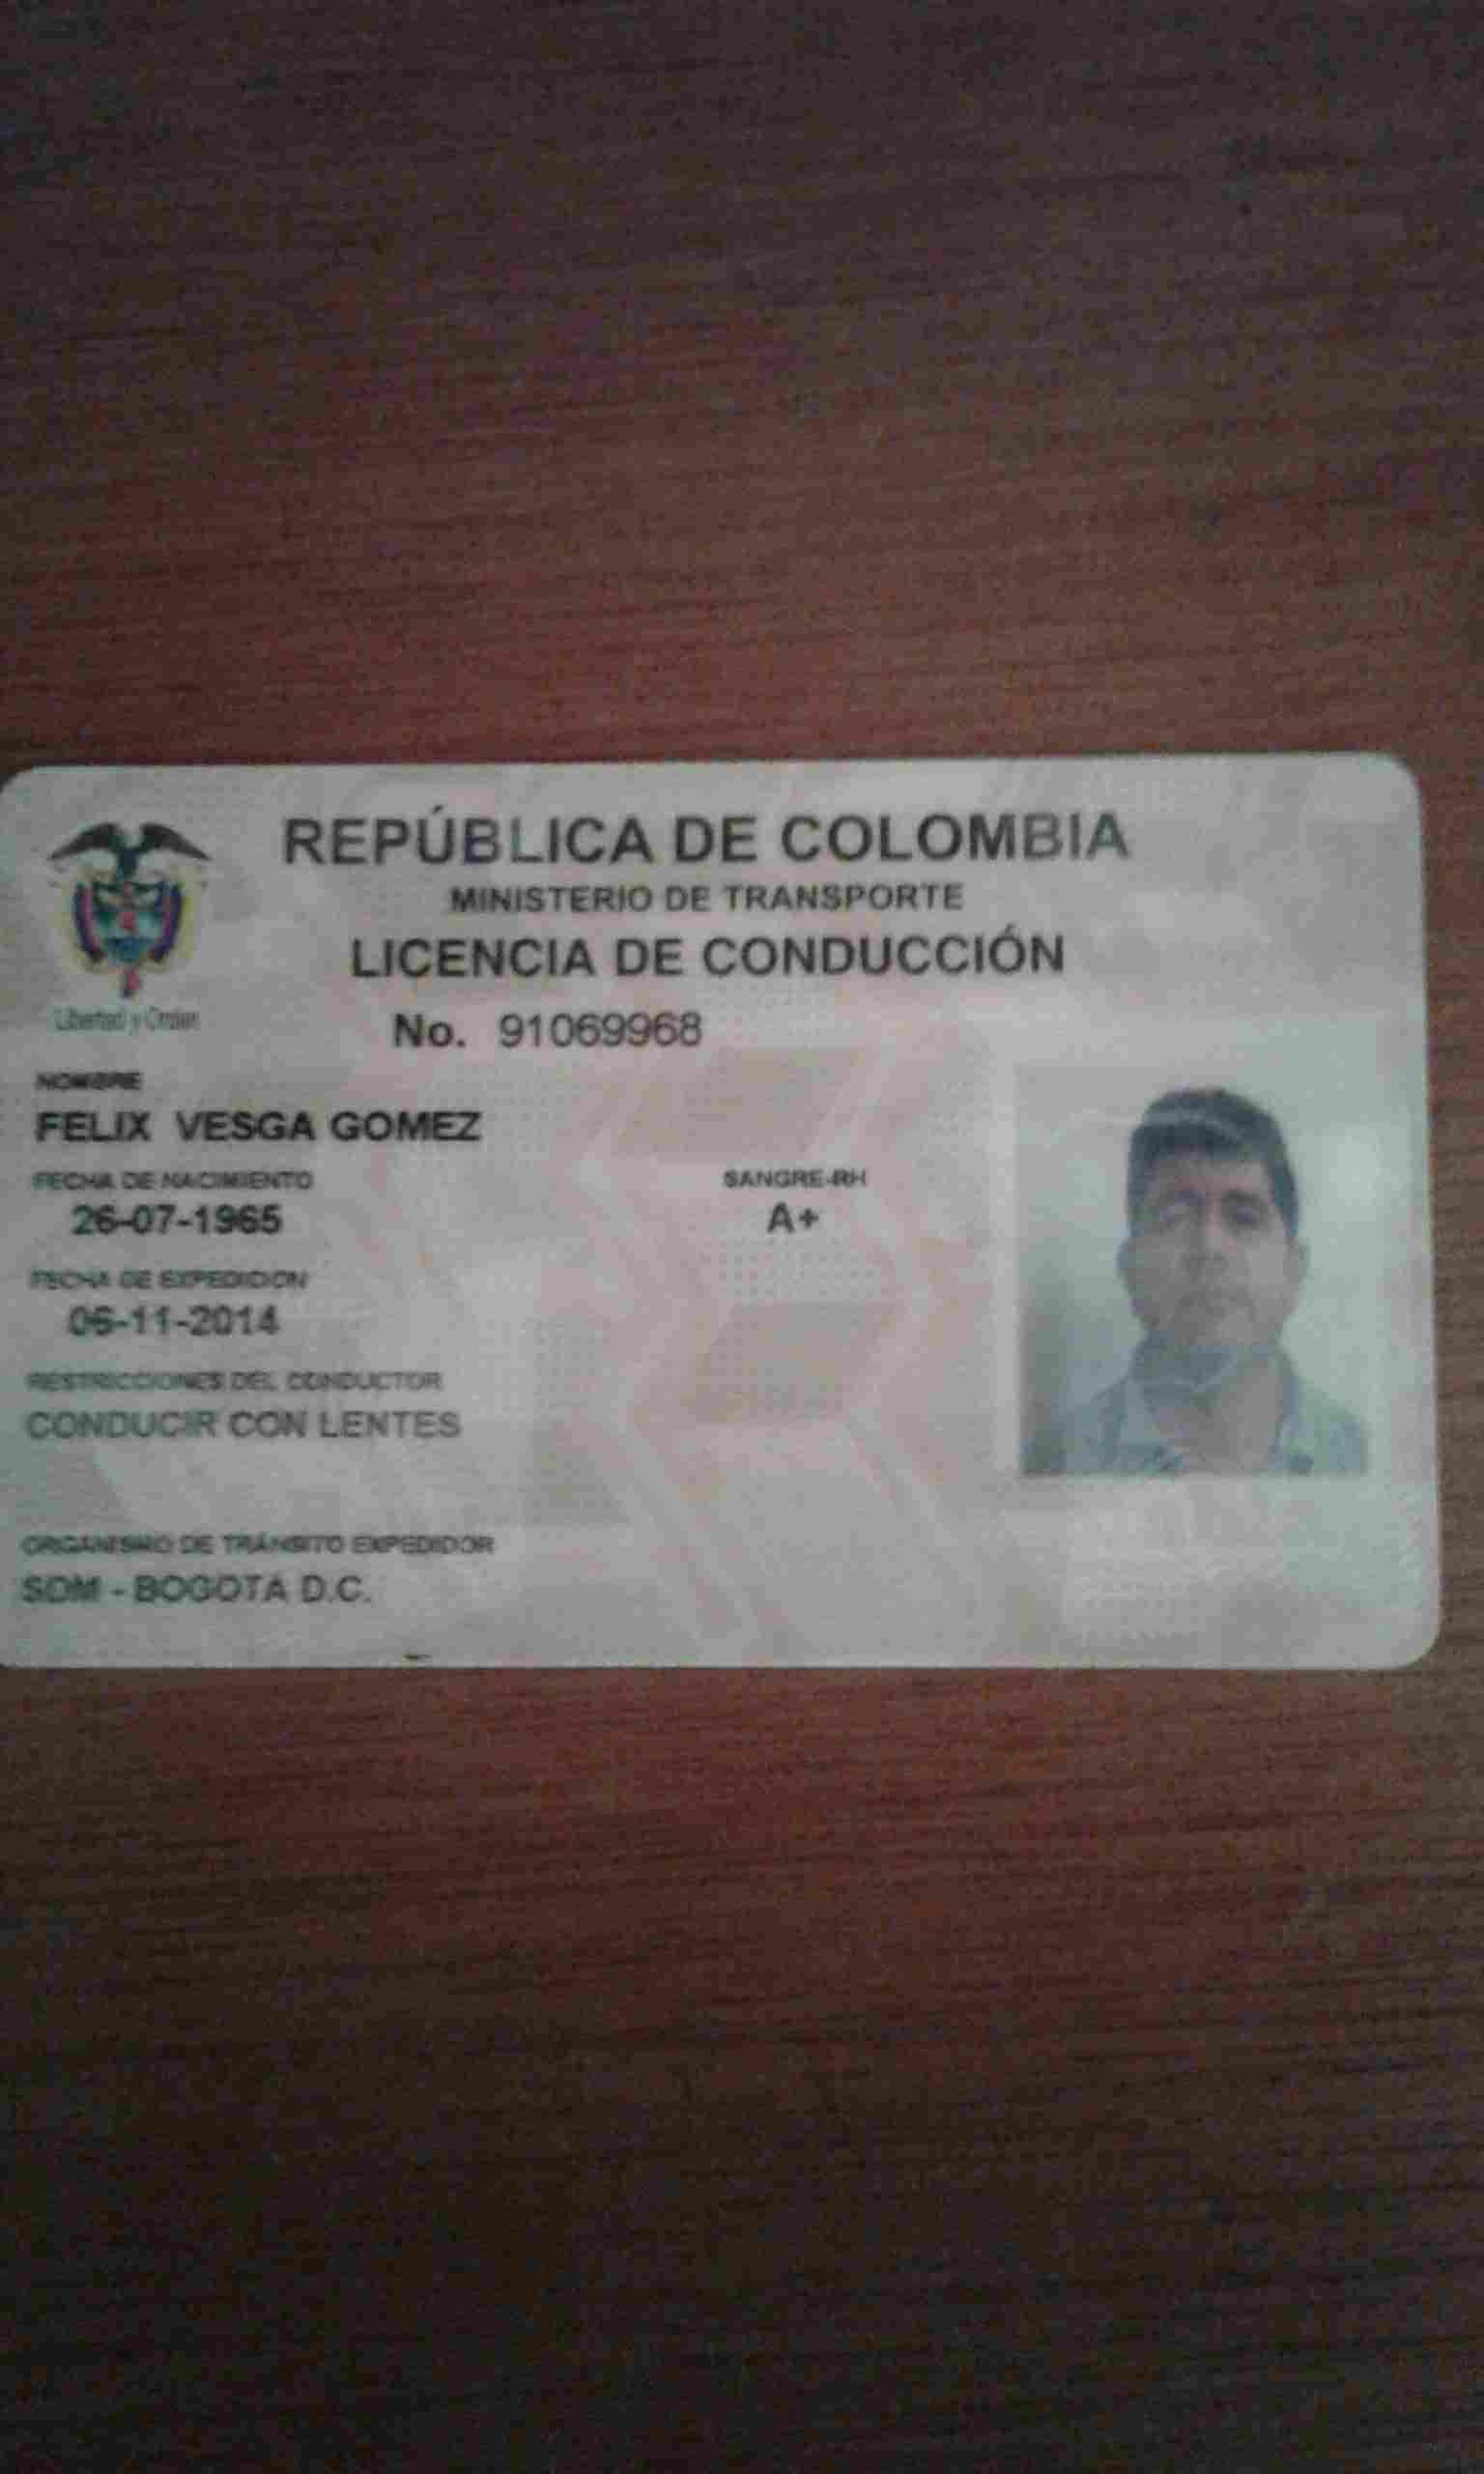 REPÚBLICA DE COLOMBIA
MINISTERIO DE TRANSPORTE
LICENCIA DE CONDUCCIÓN
Libertad y Orden
No. 91069968
NOMBRE
FELIX VESGA GOMEZ
FECHA DE NACIMIENTO
26-07-1965
SANGRE-RH
A+
FECHA DE EXPEDICION
06-11-2014
RESTRICCIONES DEL CONDUCTOR
CONDUCIR CON LENTES
ORGANISMO DE TRÁNSITO EXPEDIDOR
SDM - BOGOTA D.C.